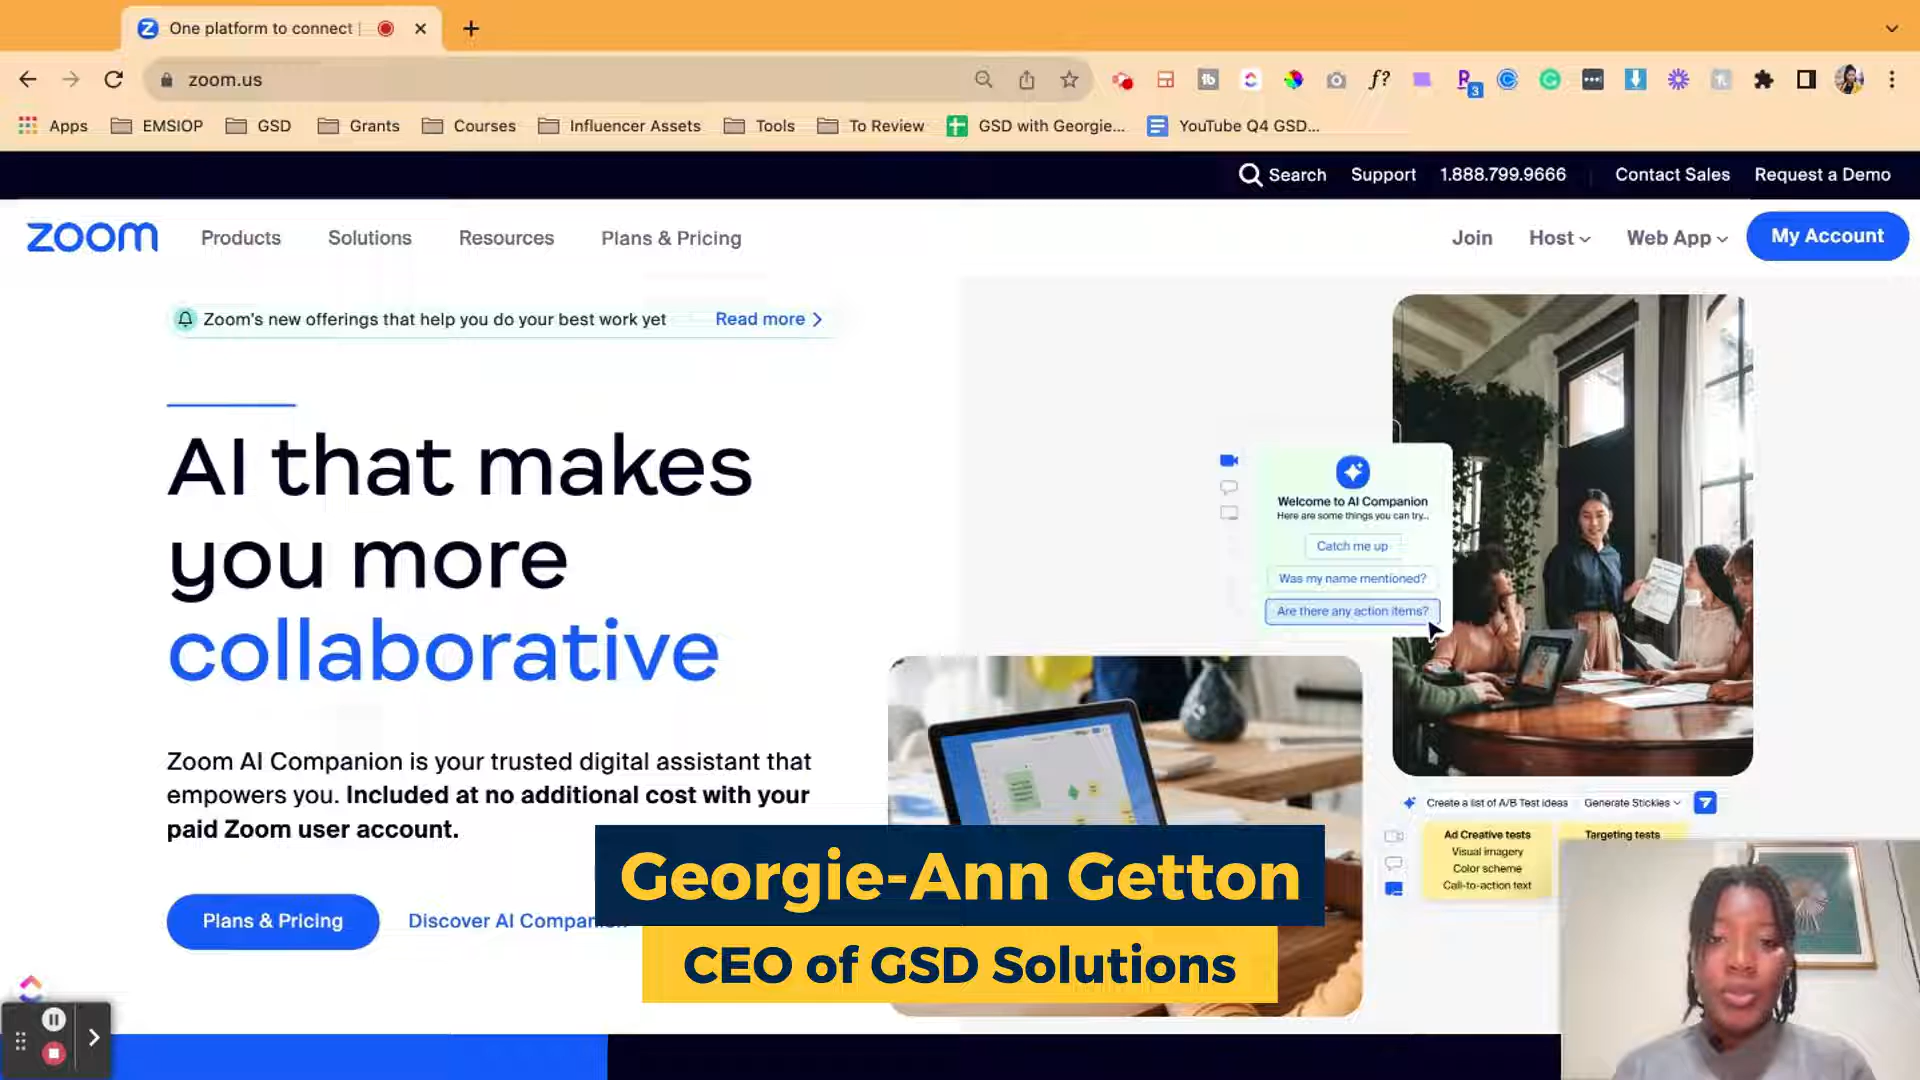 One platform to connect |
zoom.us
f?
3
Apps
EMSIOP
GSD
Grants
Courses
Influencer Assets
Tools
To Review
GSD with Georgie...
YouTube Q4 GSD...
Search
Support
1.888.799.9666
Contact Sales
Request a Demo
zoom
Products
Solutions
Resources
Plans & Pricing
Join
Host
Web App
My Account
Zoom's new offerings that help you do your best work yet
Read more
AI that makes
you more
collaborative
Zoom AI Companion is your trusted digital assistant that
empowers you. Included at no additional cost with your
paid Zoom user account.
Plans & Pricing
Discover AI Companion
Welcome to AI Companion
Here are some things you can try...
Catch me up
Was my name mentioned?
Are there any action items?
Create a list of A/B Test ideas
Generate Stickies
Ad Creative tests
Visual imagery
Color scheme
Call-to-action text
Targeting tests
Georgie-Ann Getton
CEO of GSD Solutions